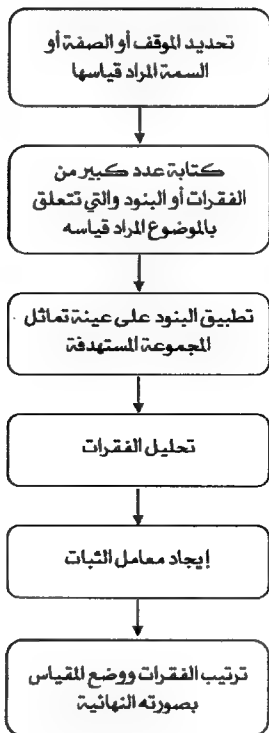 تحديد الموقف أو الصفة أو
السمة المراد قياسها
كتابة عدد كبير من
الفقرات أو البنود والتي تتعلق
بالموضوع المراد قياسه
تطبيق البنود على عينة تماثل
المجموعة المستهدفة
تحليل الفقرات
إيجاد معامل الثبات
ترتيب الفقرات ووضع المقياس
بصورته النهائية